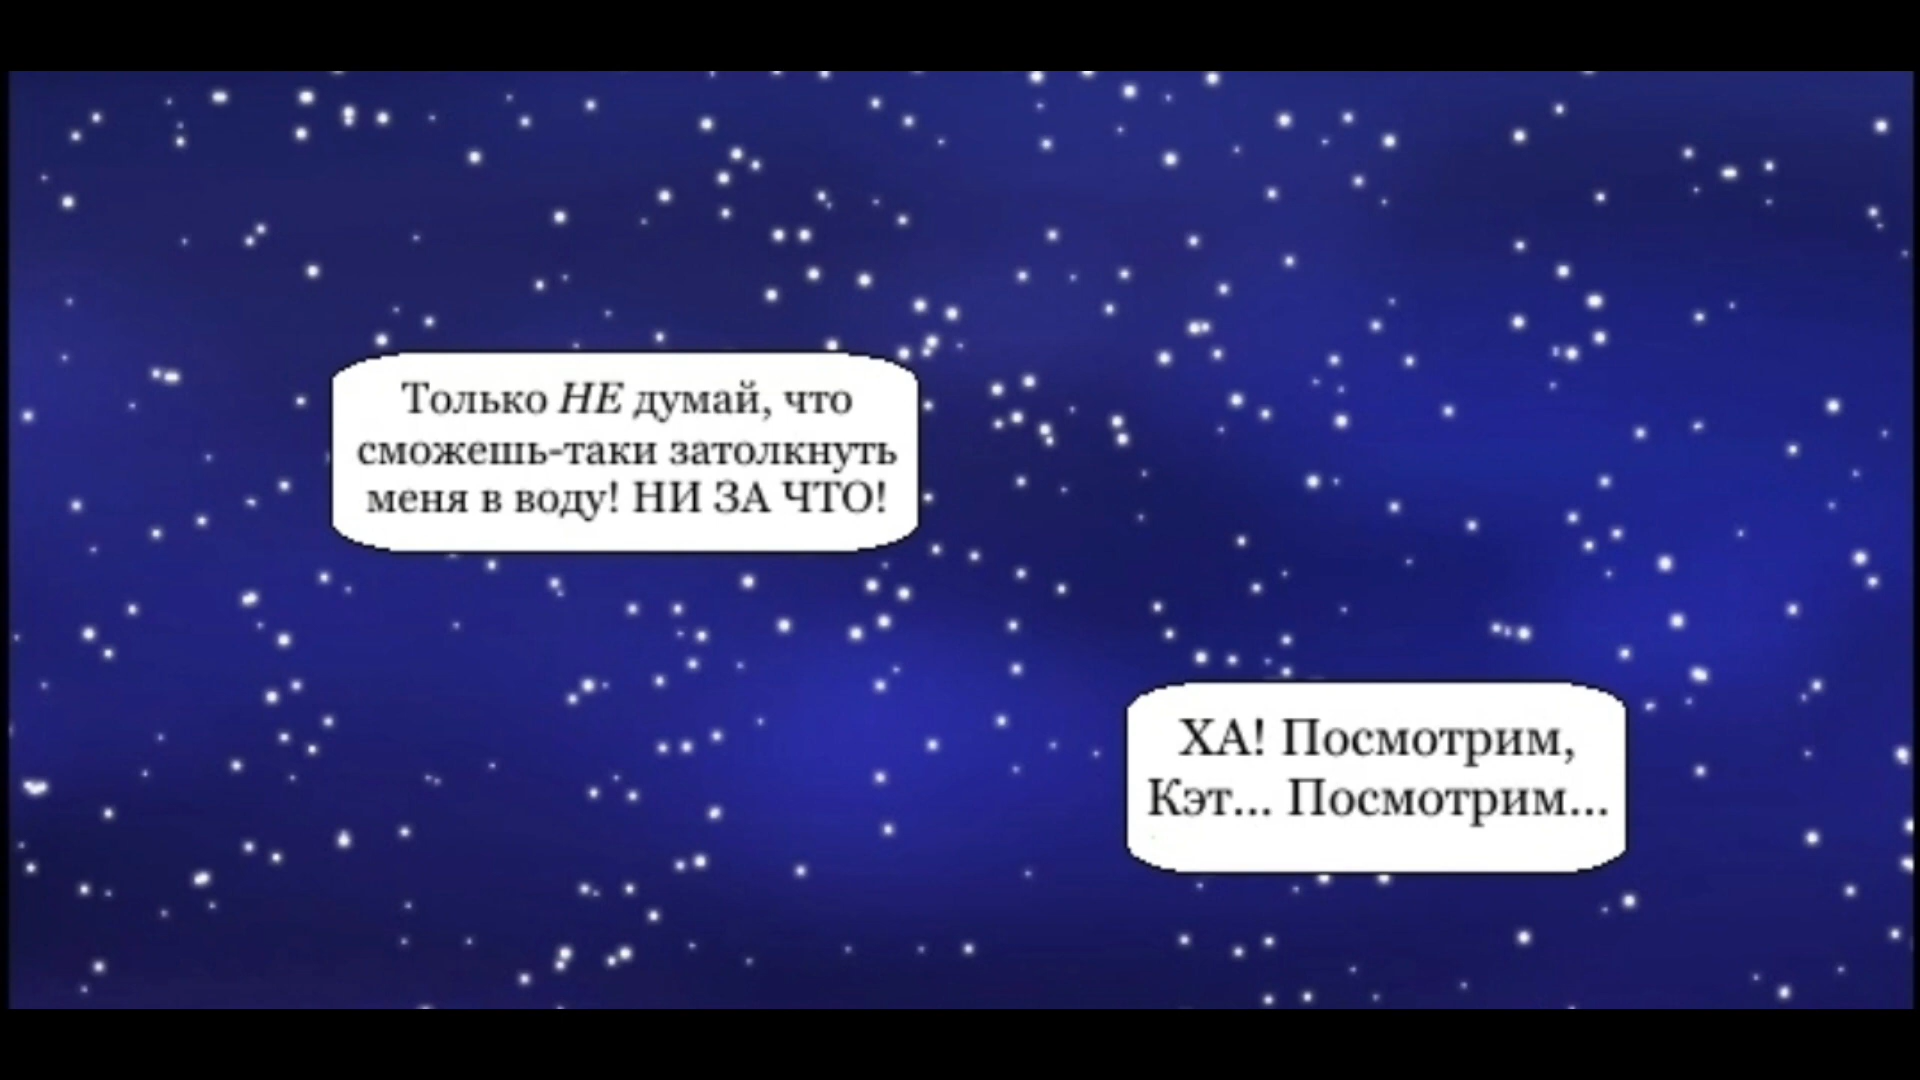 Только НЕ думай, что
сможешь-таки затолкнуть
меня в воду! НИ ЗА ЧТО!
ХА! Посмотрим,
Кэт... Посмотрим...